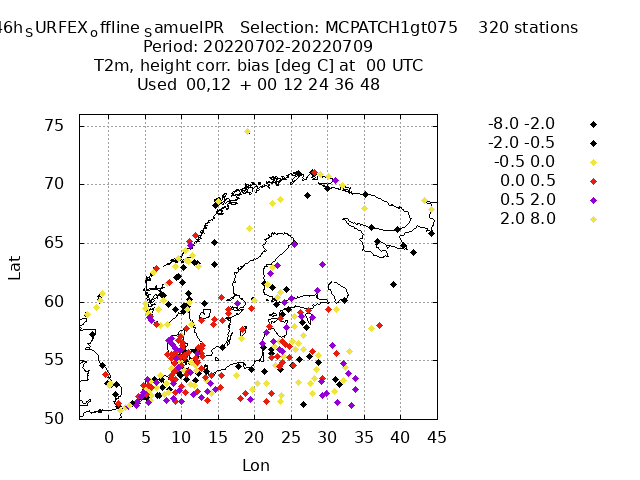 46hSURFEXoffline SamuelPR   Selection: MCPATCH1gt075    320 stations
Period: 20220702-20220709
T2m, height corr. bias [deg C] at  00 UTC
Used  00,12  + 00 12 24 36 48
-8.0 -2.0
-2.0 -0.5
-0.5 0.0
0.0 0.5
0.5 2.0
2.0 8.0
75
70
65
60
55
50
Lat
0 5 10 15 20 25 30 35 40 45
Lon